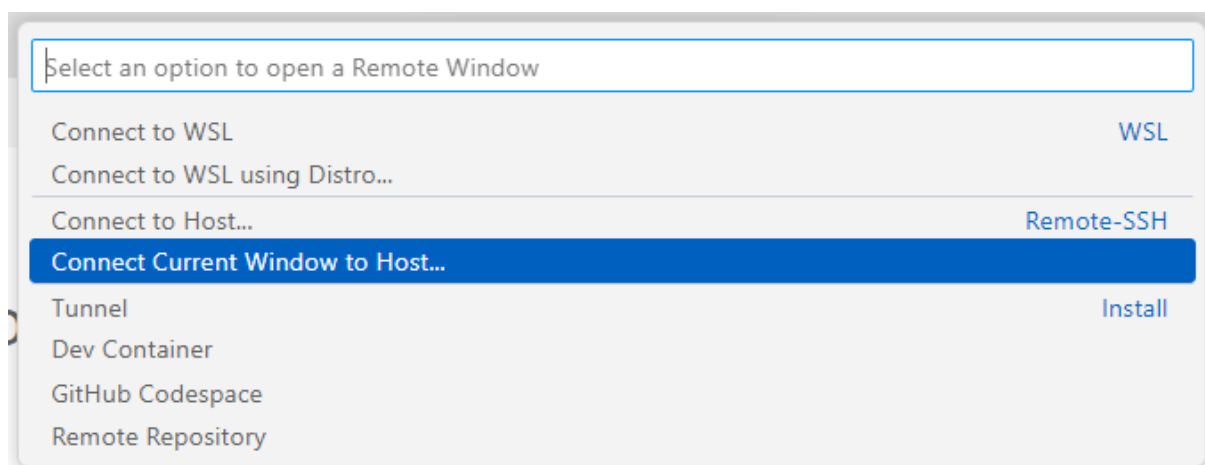 Select an option to open a Remote Window
Connect to WSL WSL
Connect to WSL using Distro...
Connect to Host... Remote-SSH
Connect Current Window to Host...
Tunnel Install
Dev Container
GitHub Codespace
Remote Repository